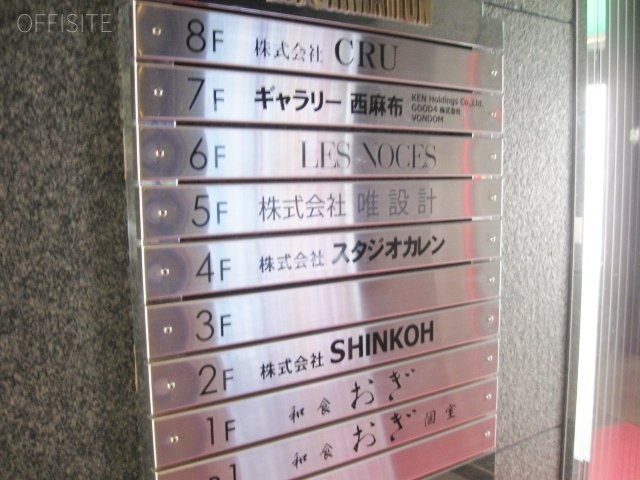 OFFISITE
8F 株式会社 CRU
7F ギャラリー 西麻布 KEN Holdings Co.,Ltd.
GOOD4 株式会社
VONDOM
6F LES NOCES
5F 株式会社 唯設計
4F 株式会社 スタジオカレン
3F
2F 株式会社 SHINKOH
1F 和食 おぎ
和食 おぎ 個室